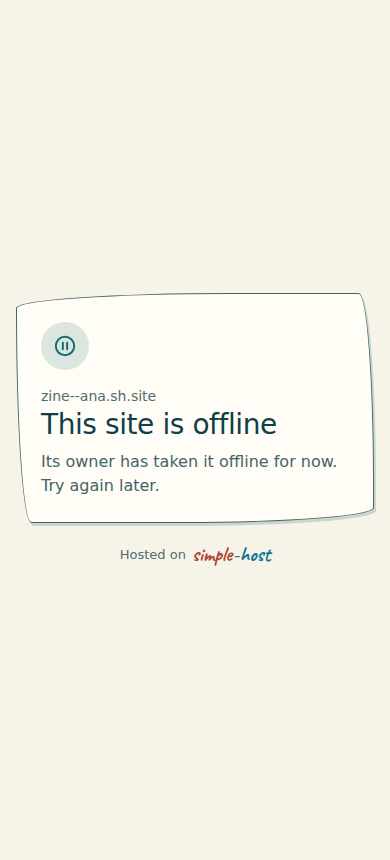 zine--ana.sh.site
This site is offline
Its owner has taken it offline for now.
Try again later.
Hosted on simple-host